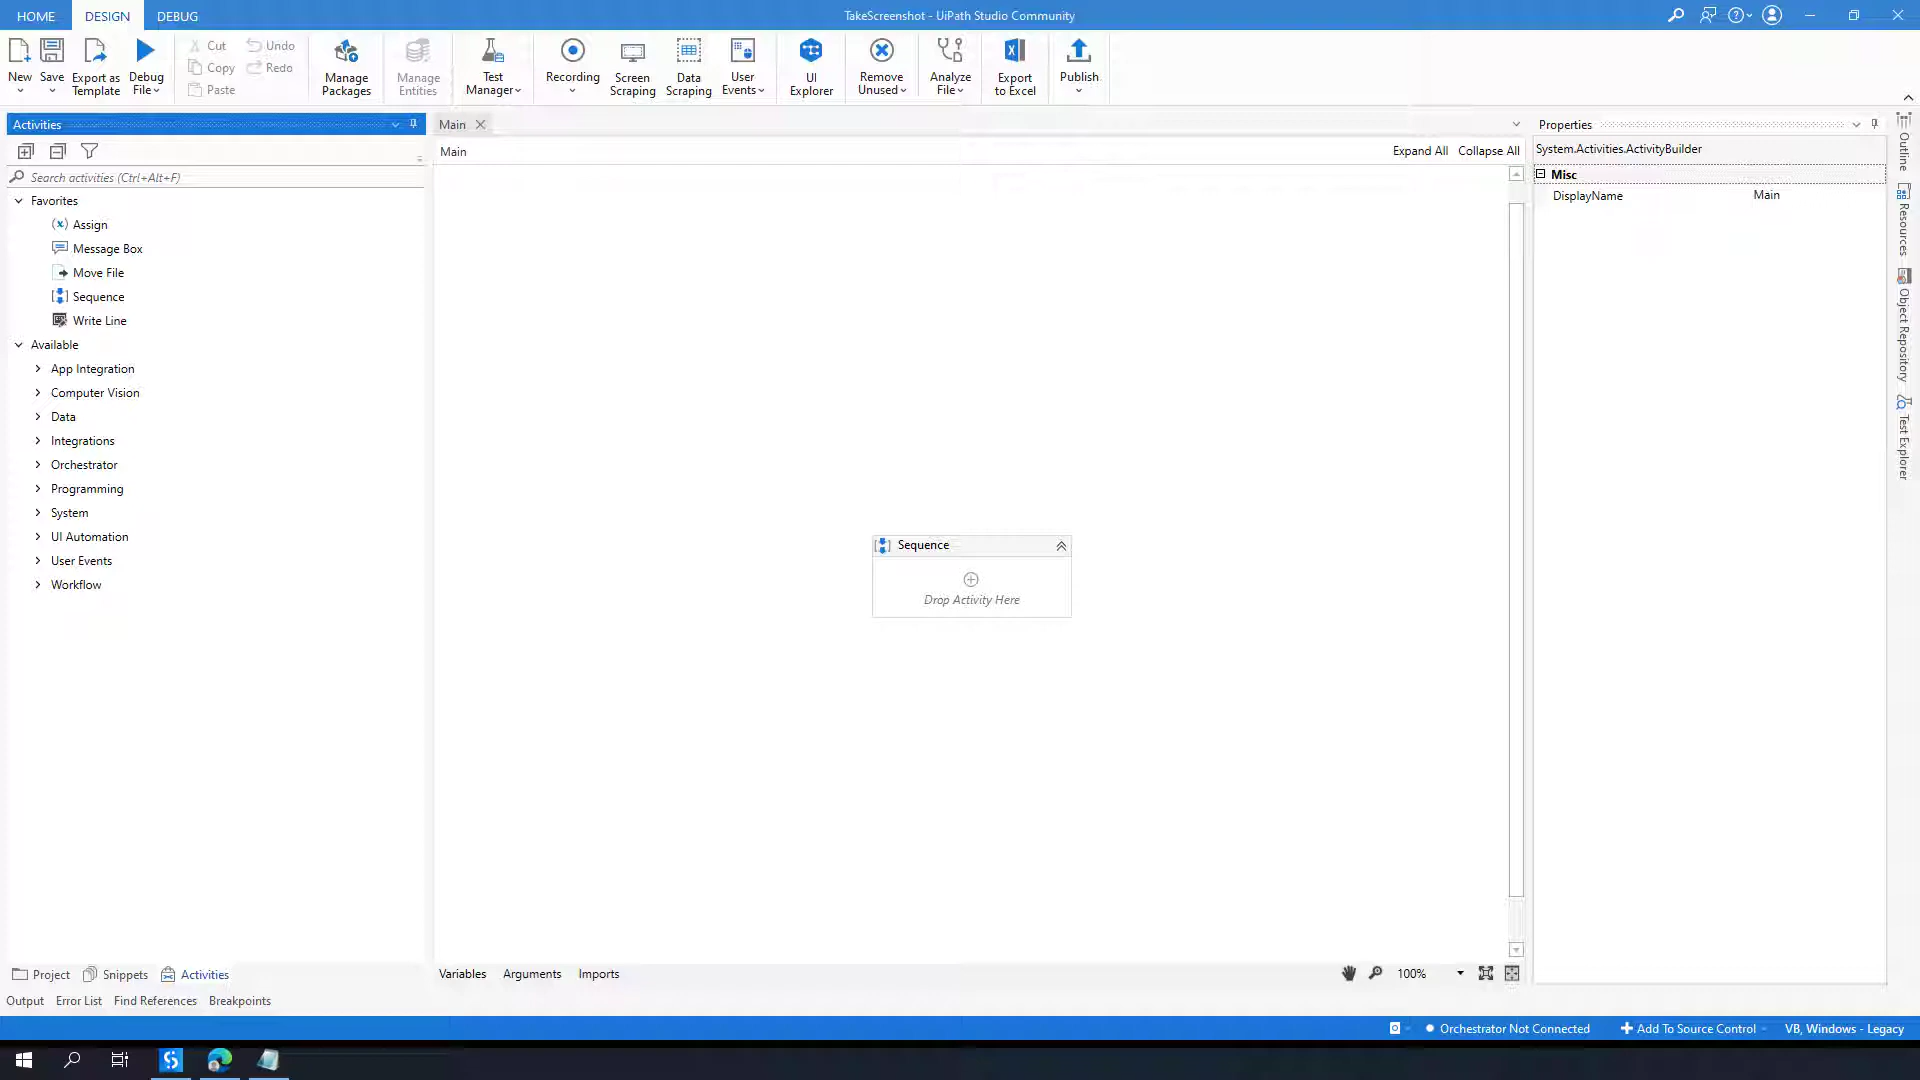 HOME DESIGN DEBUG TakeScreenshot - UiPath Studio Community
New Save Export as Template Debug File Cut Copy Paste Undo Redo Manage Packages Manage Entities Test Manager Recording Screen Scraping Data Scraping User Events UI Explorer Remove Unused Analyze File Export to Excel Publish
Activities
Search activities (Ctrl+Alt+F)
Favorites
Assign
Message Box
Move File
Sequence
Write Line
Available
App Integration
Computer Vision
Data
Integrations
Orchestrator
Programming
System
UI Automation
User Events
Workflow
Project Snippets Activities
Main
Main Expand All Collapse All
Sequence
Drop Activity Here
Variables Arguments Imports 100%
Properties
System.Activities.ActivityBuilder
Misc
DisplayName Main
Outline
Resources
Object Repository
Test Explorer
Output Error List Find References Breakpoints
Orchestrator Not Connected Add To Source Control VB, Windows - Legacy